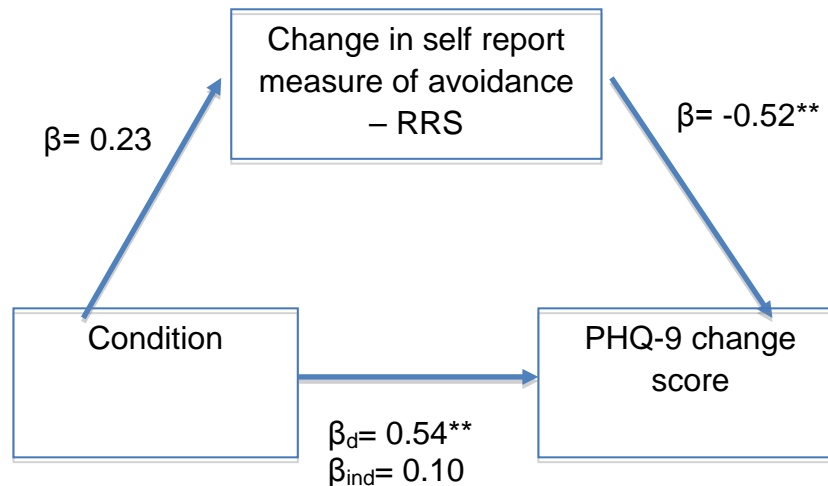 Change in self report
measure of avoidance
– RRS
β= 0.23
β= -0.52**
Condition
PHQ-9 change
score
βd= 0.54**
βind= 0.10